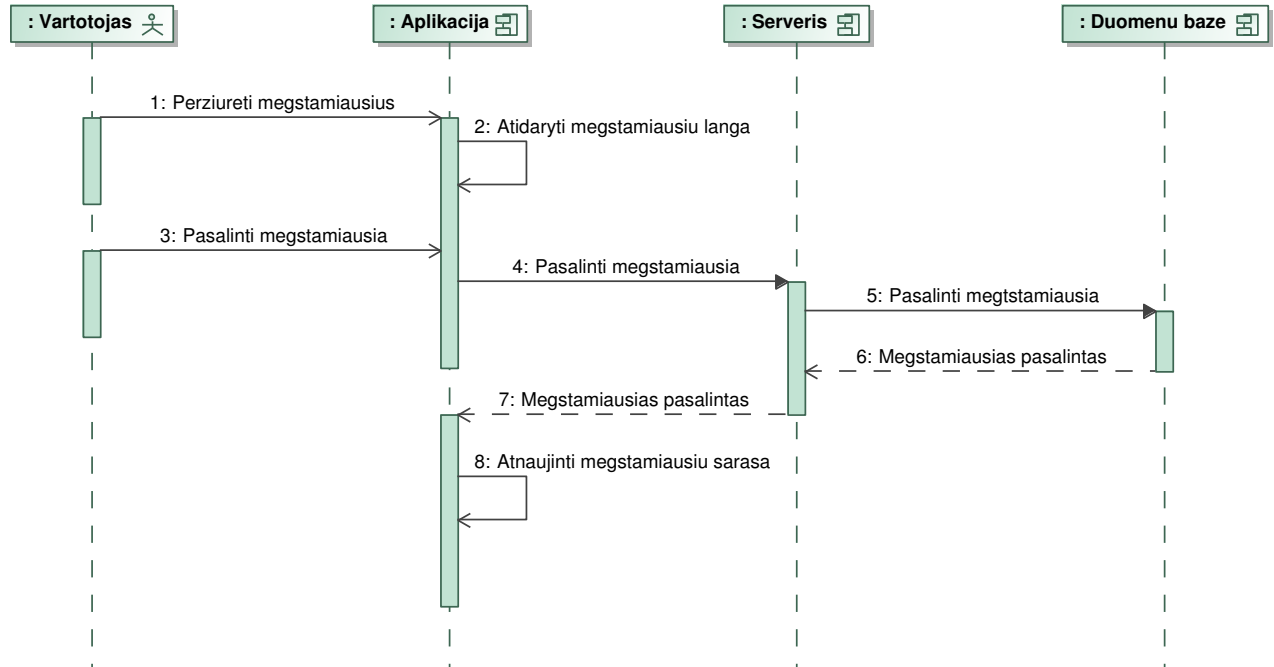 : Vartotojas
: Aplikacija
: Serveris
: Duomenu baze
1: Perziureti megstamiausius
2: Atidaryti megstamiausiu langa
3: Pasalinti megstamiausia
4: Pasalinti megstamiausia
5: Pasalinti megtstamiausia
6: Megstamiausias pasalintas
7: Megstamiausias pasalintas
8: Atnaujinti megstamiausiu sarasa